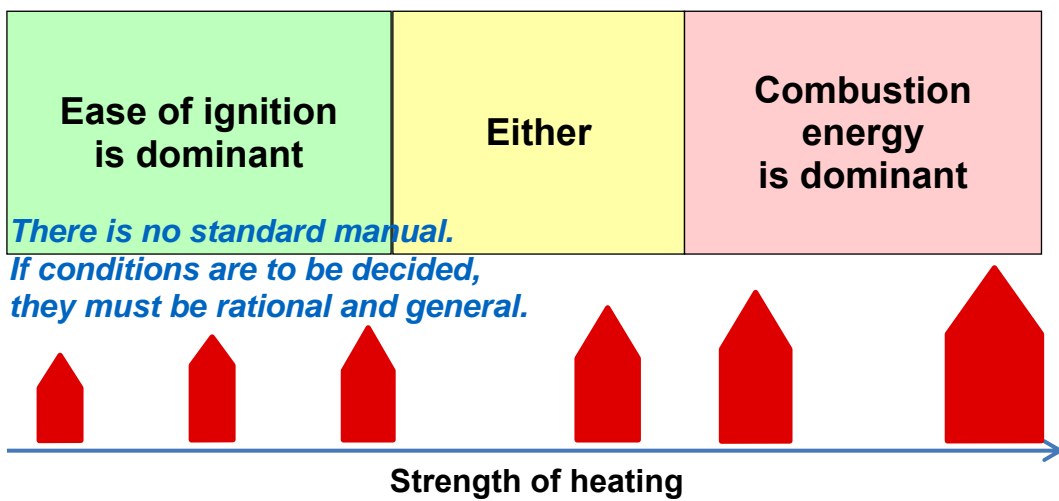 Ease of ignition
is dominant
Either
Combustion
energy
is dominant
There is no standard manual.
If conditions are to be decided,
they must be rational and general.
Strength of heating